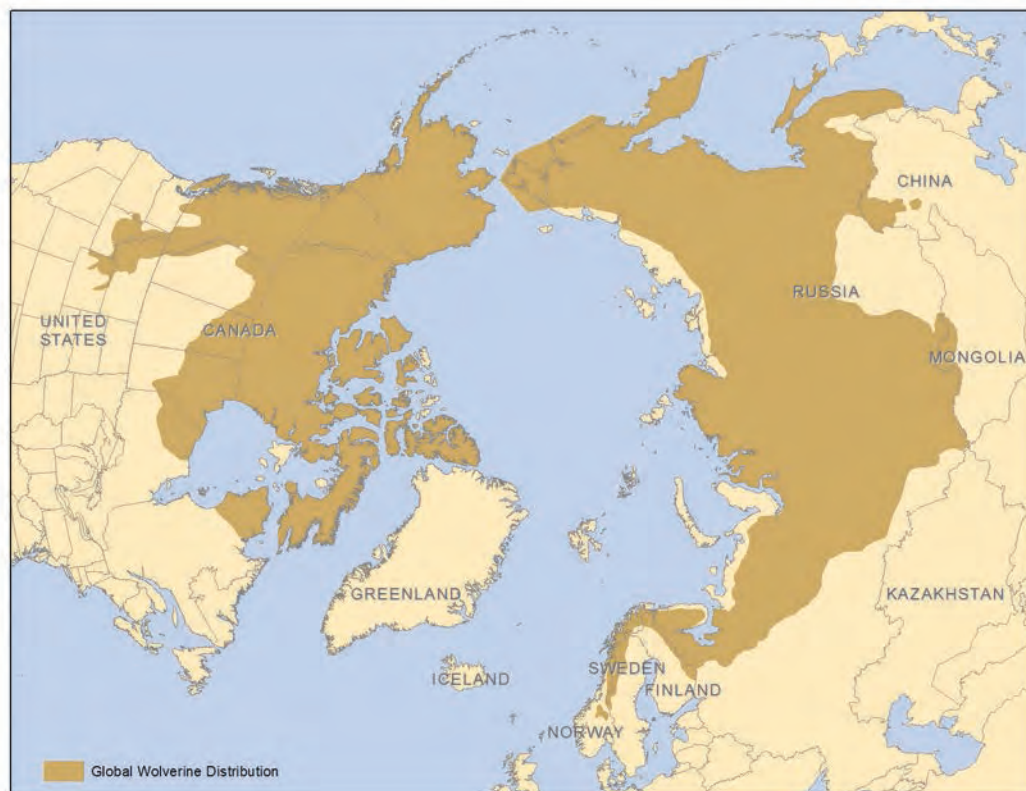 CHINA
RUSSIA
UNITED
STATES
CANADA
MONGOLIA
GREENLAND
KAZAKHSTAN
ICELAND
SWEDEN
FINLAND
NORWAY
Global Wolverine Distribution